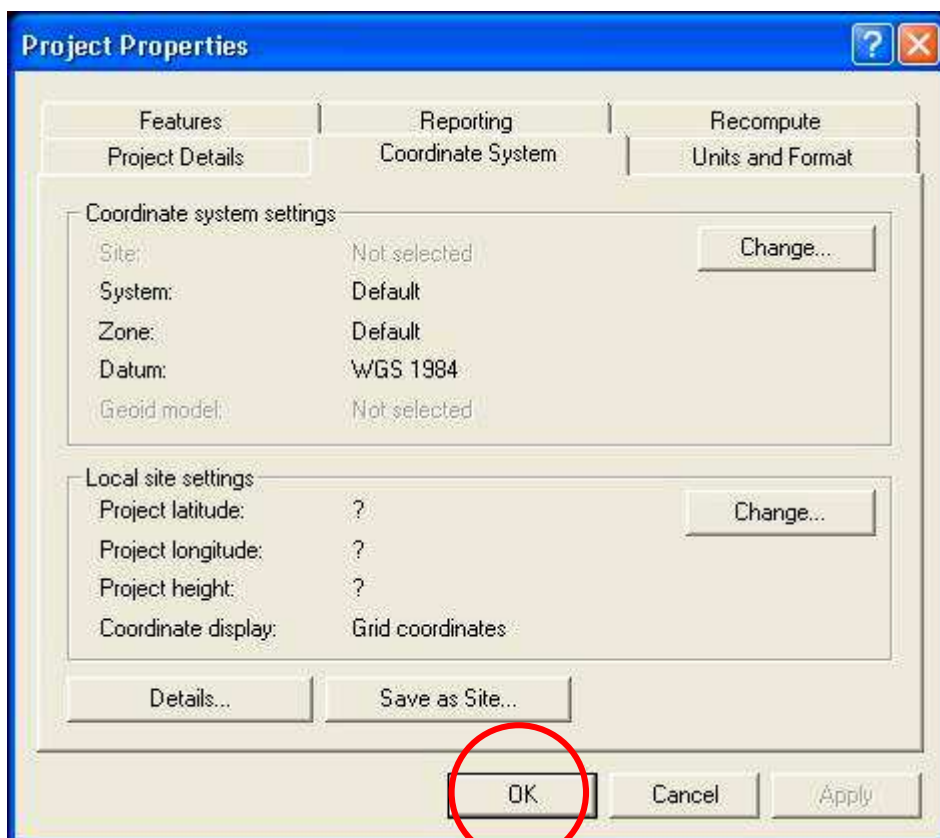 Project Properties
Features Reporting Recompute
Project Details Coordinate System Units and Format
Coordinate system settings
Change...
Site: Not selected
System: Default
Zone: Default
Datum: WGS 1984
Geoid model: Not selected
Local site settings
Project latitude: ? Change...
Project longitude: ?
Project height: ?
Coordinate display: Grid coordinates
Details... Save as Site...
OK Cancel Apply